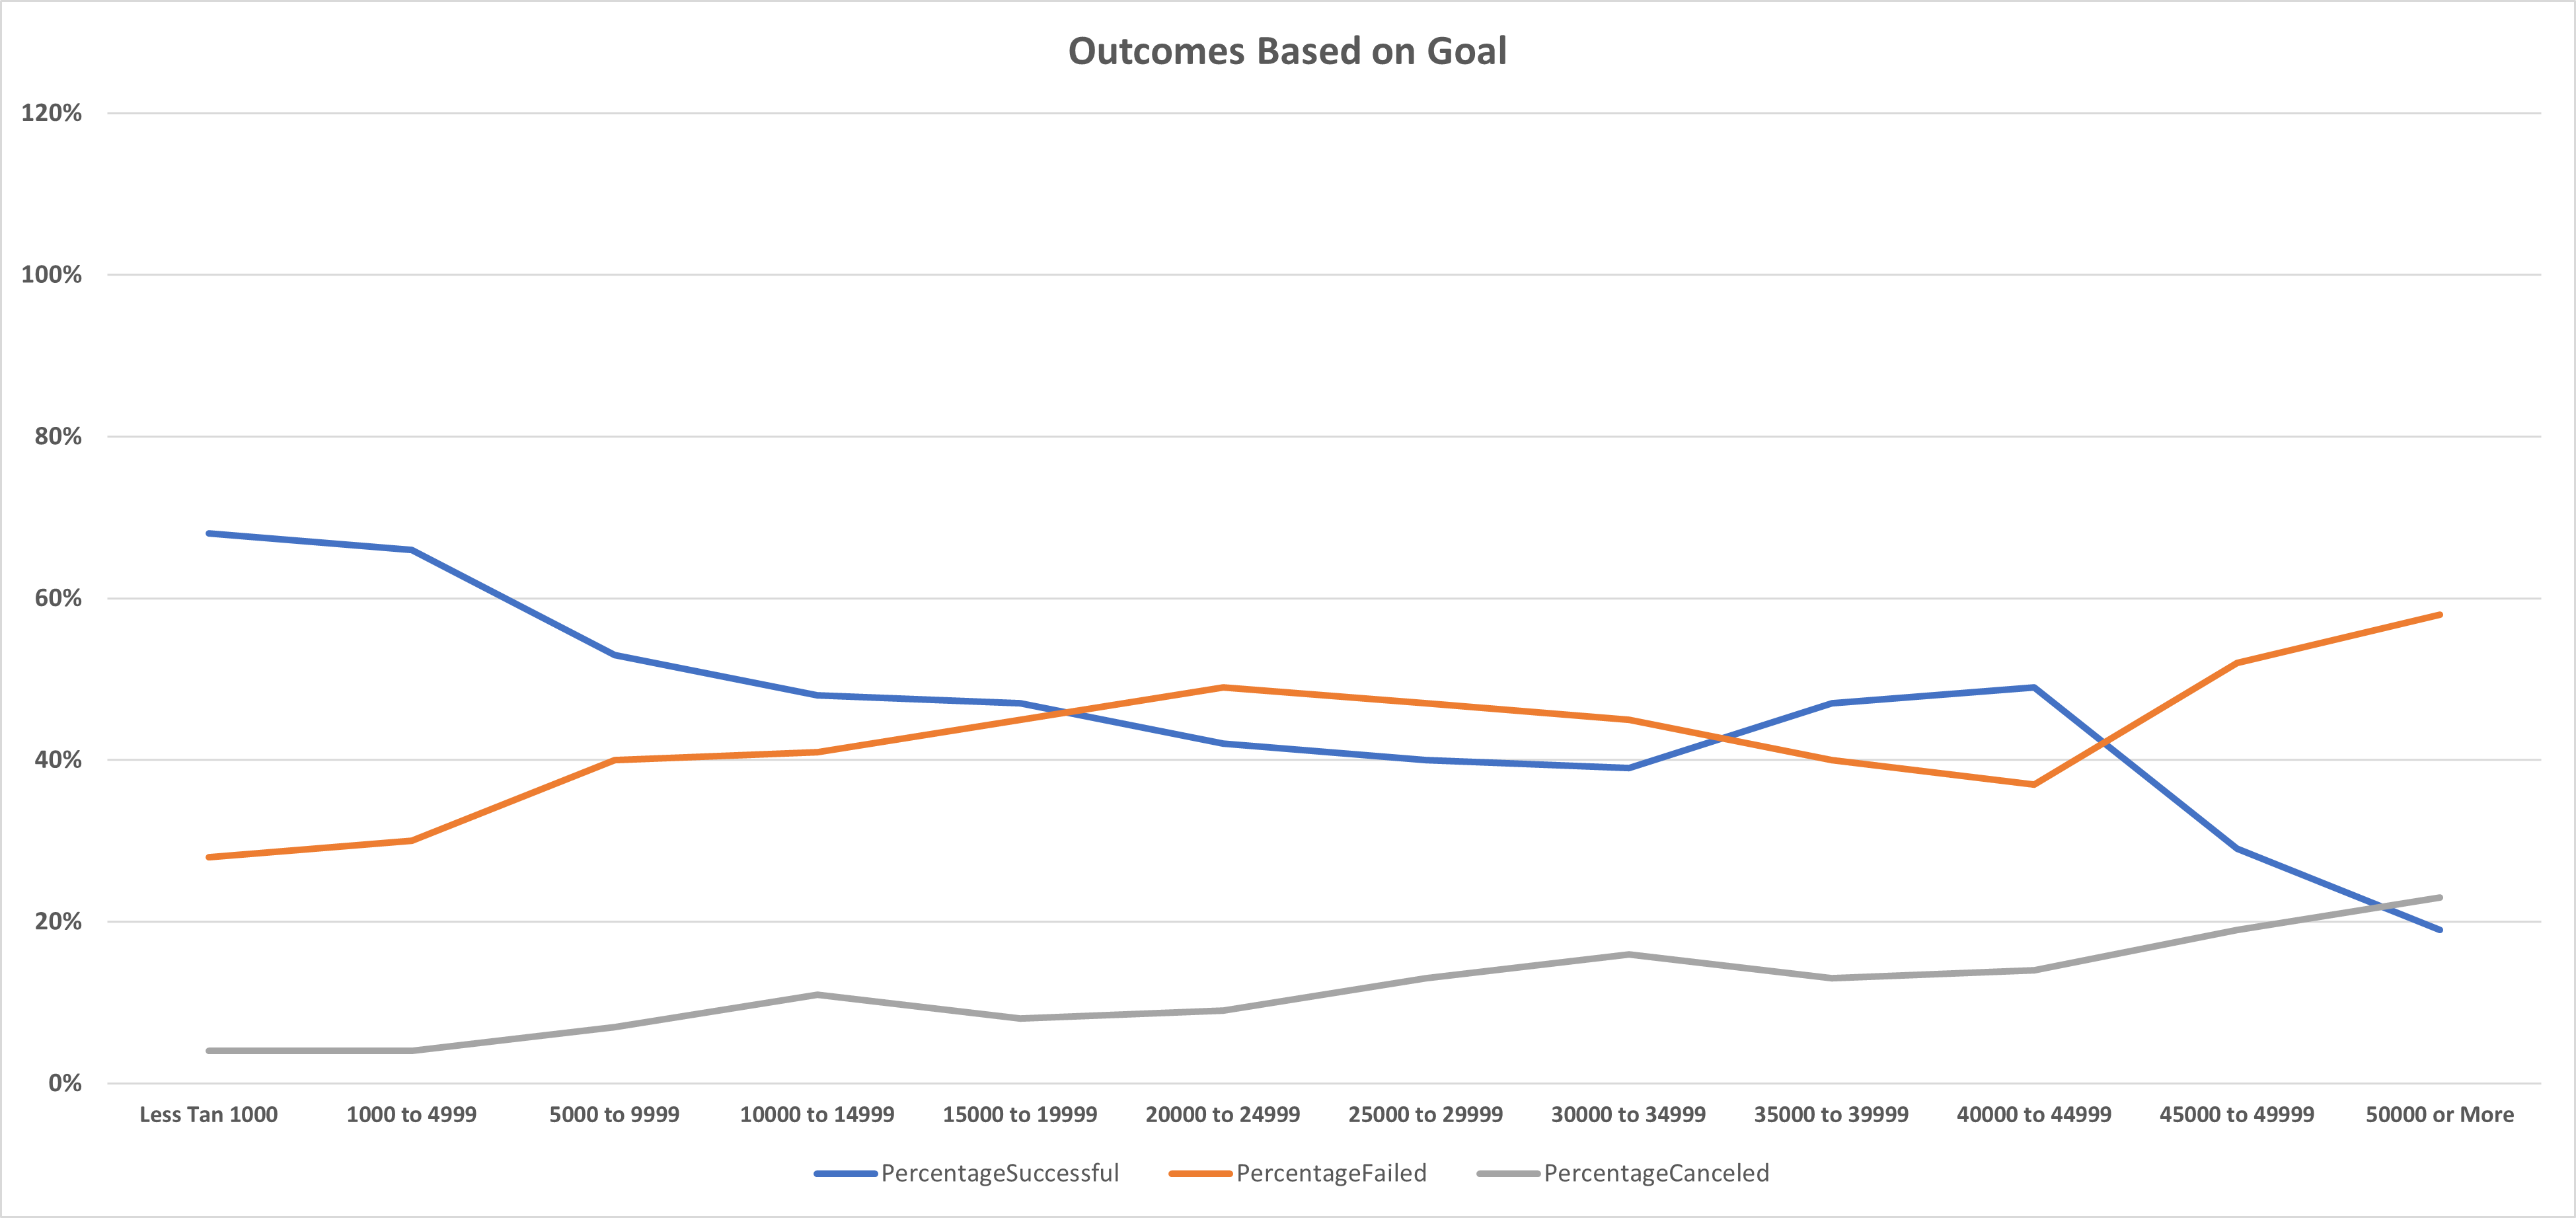 Outcomes Based on Goal
120%
100%
80%
60%
40%
20%
0%
Less Tan 1000 1000 to 4999 5000 to 9999 10000 to 14999 15000 to 19999 20000 to 24999 25000 to 29999 30000 to 34999 35000 to 39999 40000 to 44999 45000 to 49999 50000 or More
PercentageSuccessful PercentageFailed PercentageCanceled